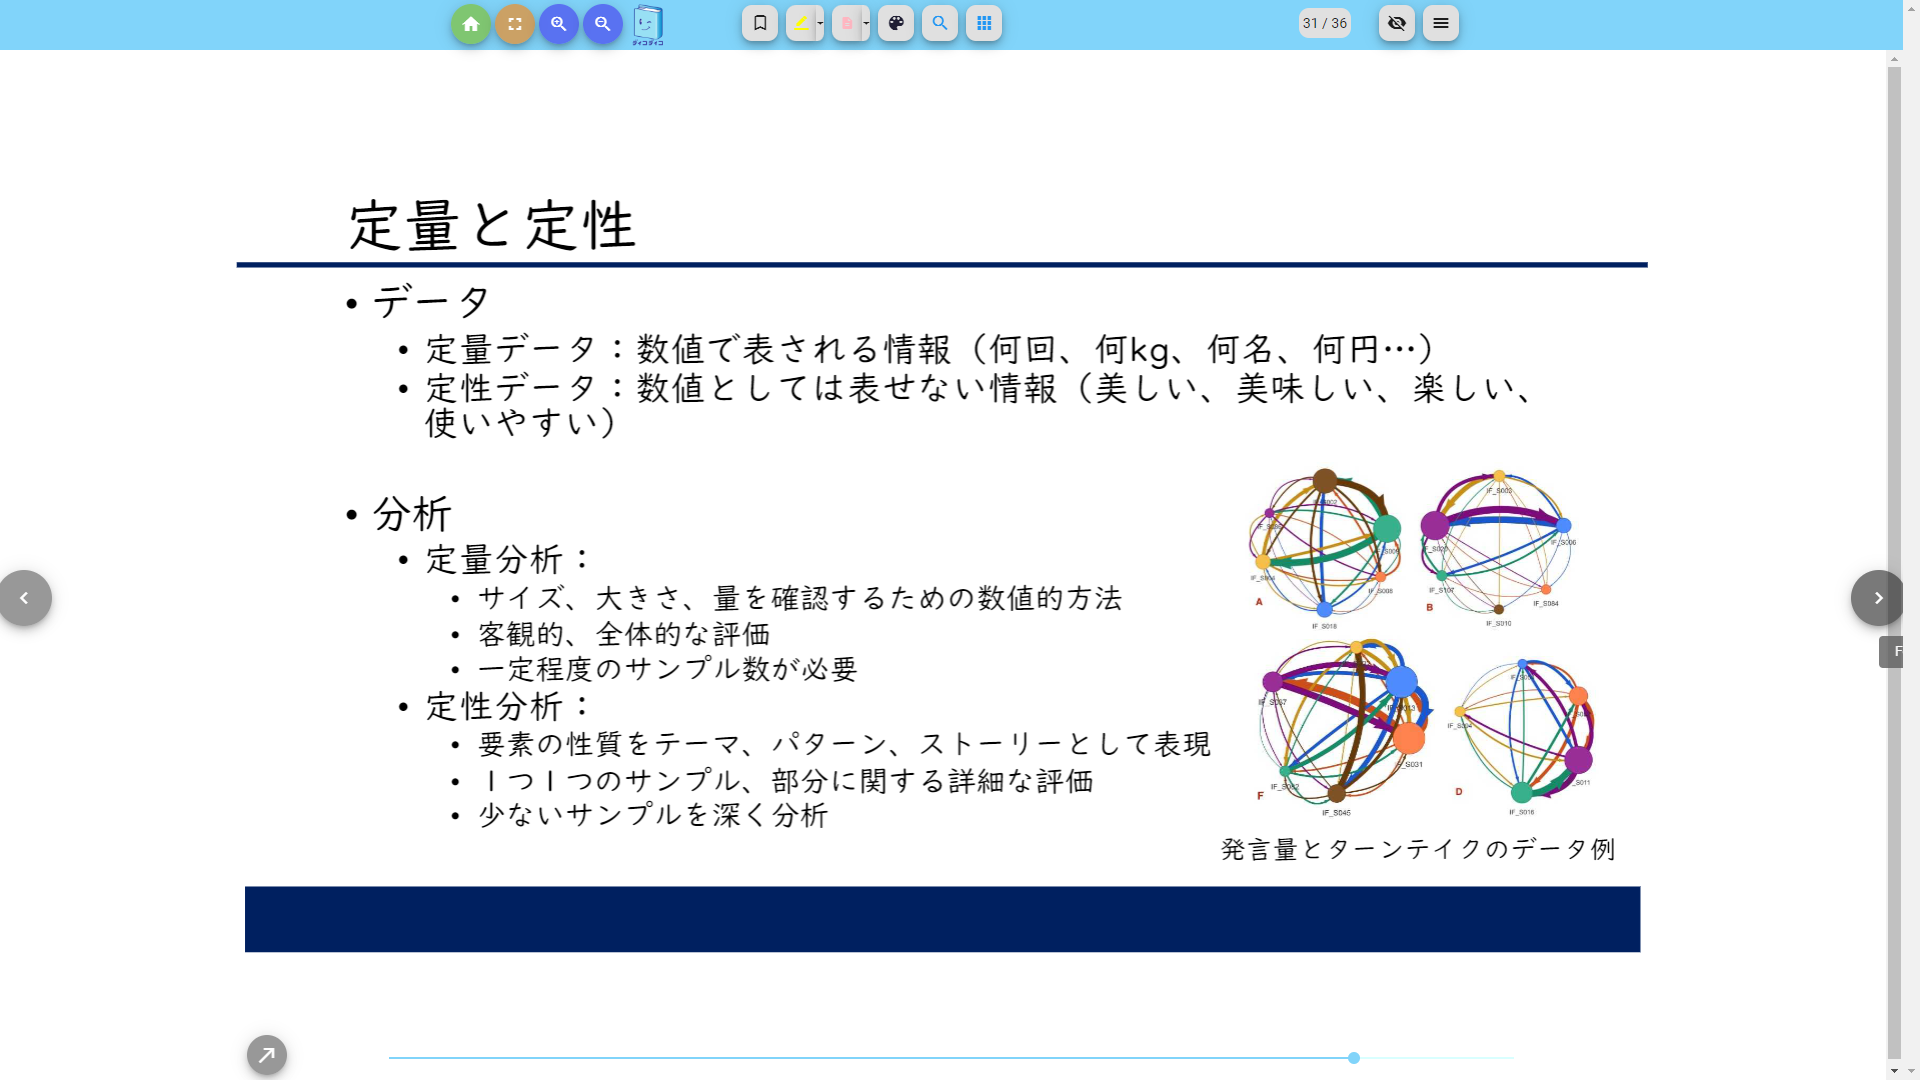 ダィコダィコ
31 / 36
定量と定性
• データ
• 定量データ：数値で表される情報（何回、何kg、何名、何円…）
• 定性データ：数値としては表せない情報（美しい、美味しい、楽しい、
使いやすい）
• 分析
• 定量分析：
• サイズ、大きさ、量を確認するための数値的方法
• 客観的、全体的な評価
• 一定程度のサンプル数が必要
• 定性分析：
• 要素の性質をテーマ、パターン、ストーリーとして表現
• 1つ1つのサンプル、部分に関する詳細な評価
• 少ないサンプルを深く分析
IF_S018
A
IF_S003
IF_S006
IF_S107
IF_S084
IF_S010
B
IF_S045
F
IF_S016
D
発言量とターンテイクのデータ例
F